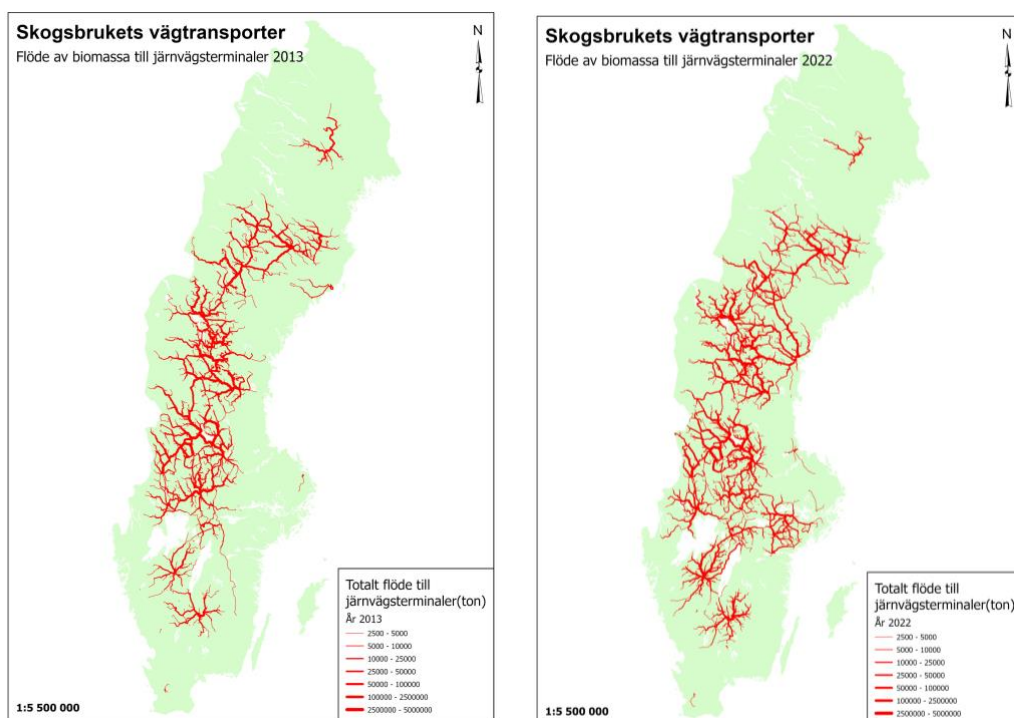 Skogsbrukets vägtransporter
Flöde av biomassa till järnvägsterminaler 2013
N
Totalt flöde till
järnvägsterminaler(ton)
År 2013
2500 - 5000
5000 - 10000
10000 - 25000
25000 - 50000
50000 - 100000
100000 - 2500000
2500000 - 5000000
1:5 500 000
Skogsbrukets vägtransporter
Flöde av biomassa till järnvägsterminaler 2022
N
Totalt flöde till
järnvägsterminaler(ton)
År 2022
2500 - 5000
5000 - 10000
10000 - 25000
25000 - 50000
50000 - 100000
100000 - 2500000
2500000 - 5000000
1:5 500 000